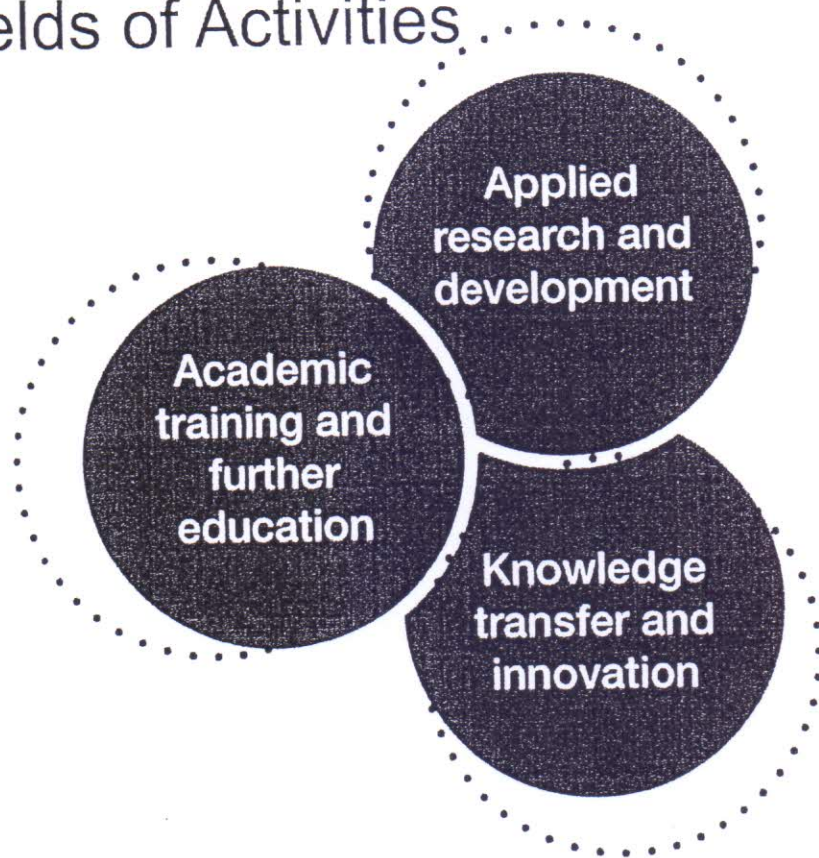 elds of Activities
Applied
research and
development
Academic
training and
further
education
Knowledge
transfer and
innovation